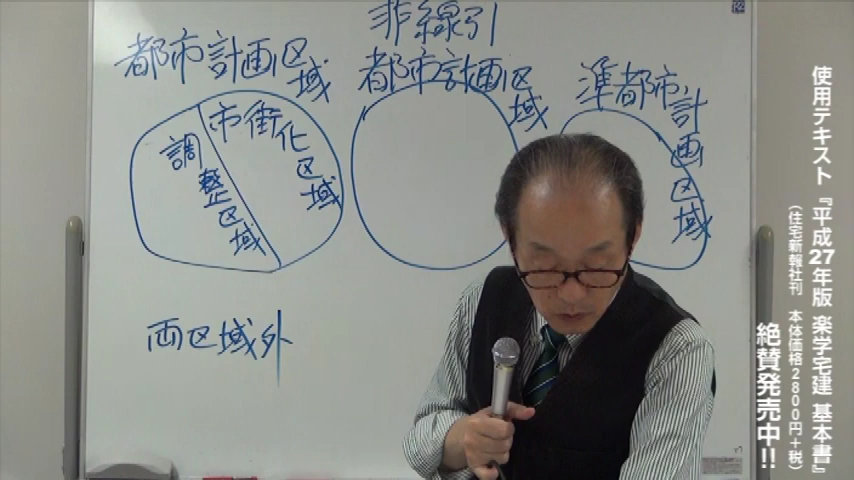 都市計画区域
市街化区域
調整区域
非線引
都市計画区域
準都市計画区域
両区域外
使用テキスト『平成27年版 楽学宅建 基本書』
(住宅新報社刊 本体価格2800円+税)
絶賛発売中!!